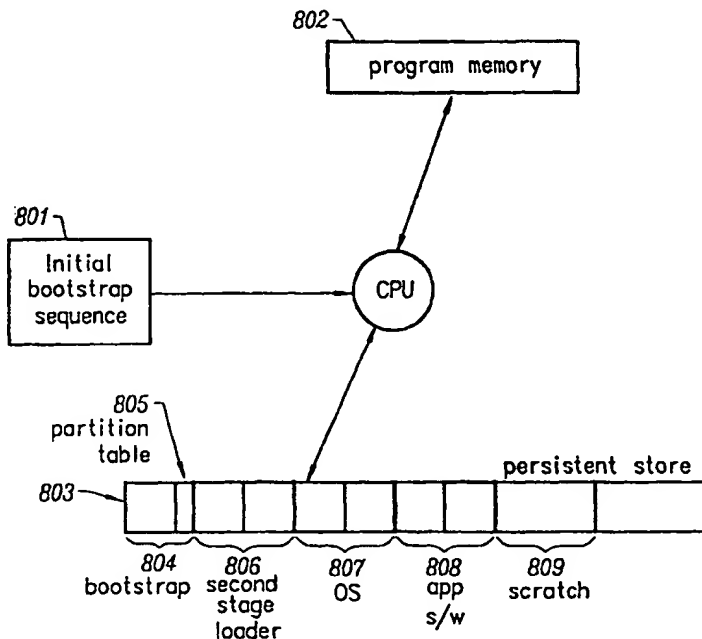 802
program memory
801
Initial
bootstrap
sequence
CPU
805
partition
table
persistent store
803
804
bootstrap
806
second
stage
loader
807
OS
808
app
s/w
809
scratch